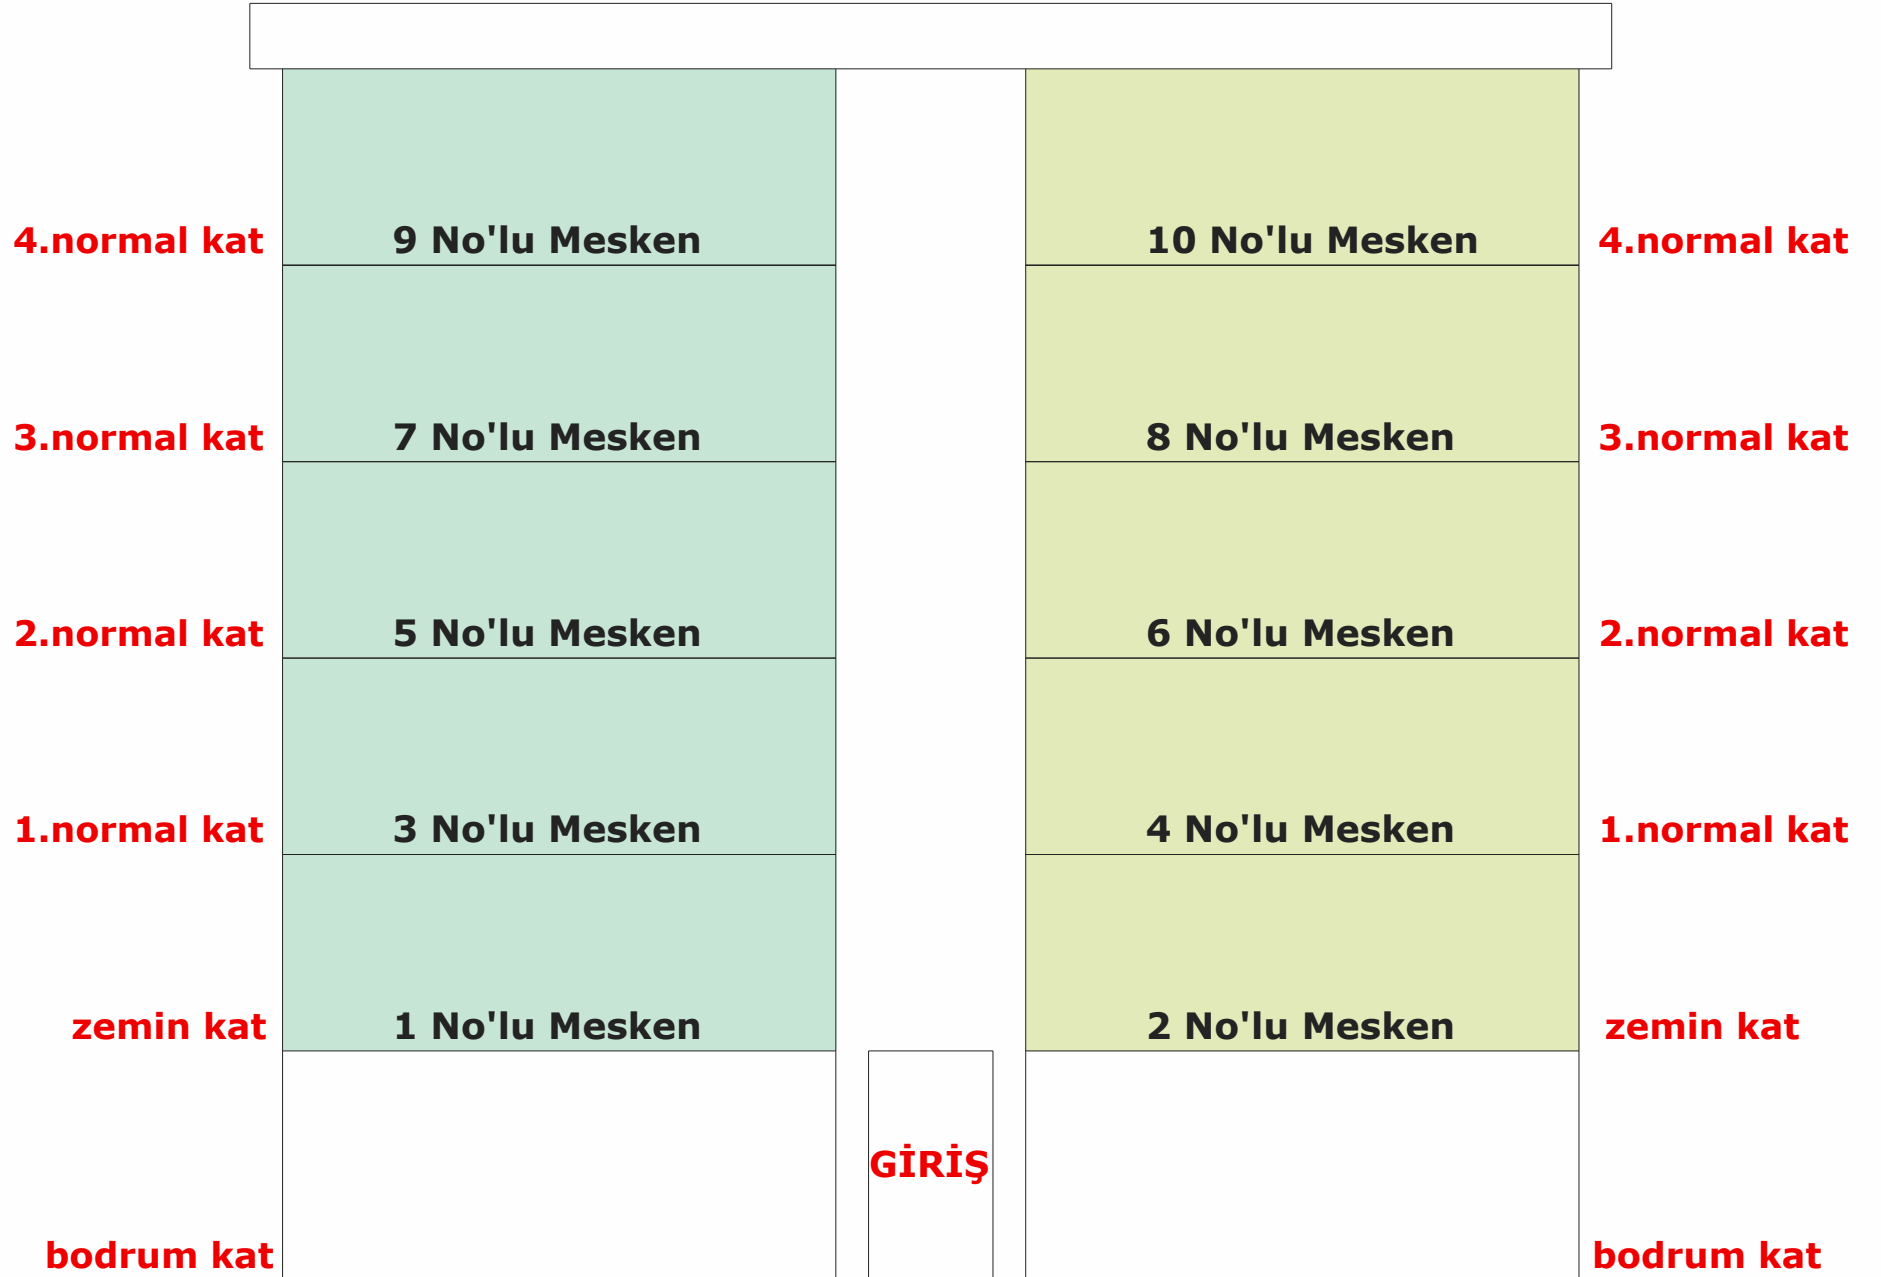 4.normal kat 9 No'lu Mesken 10 No'lu Mesken 4.normal kat
3.normal kat 7 No'lu Mesken 8 No'lu Mesken 3.normal kat
2.normal kat 5 No'lu Mesken 6 No'lu Mesken 2.normal kat
1.normal kat 3 No'lu Mesken 4 No'lu Mesken 1.normal kat
zemin kat 1 No'lu Mesken 2 No'lu Mesken zemin kat
GİRİŞ
bodrum kat bodrum kat